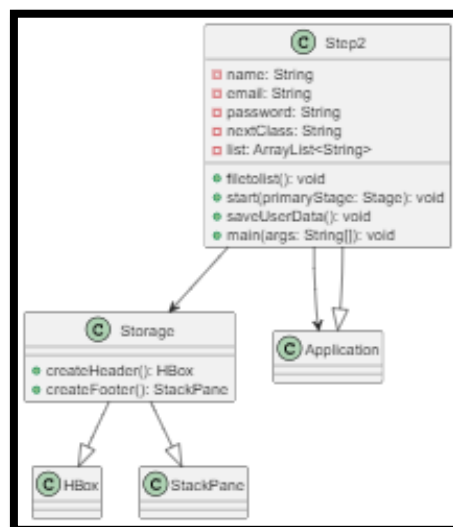 C Step2
name: String
email: String
password: String
nextClass: String
list: ArrayList<String>
filetolist(): void
start(primaryStage: Stage): void
saveUserData(): void
main(args: String[]): void
C Storage
createHeader(): HBox
createFooter(): StackPane
C Application
C HBox
C StackPane